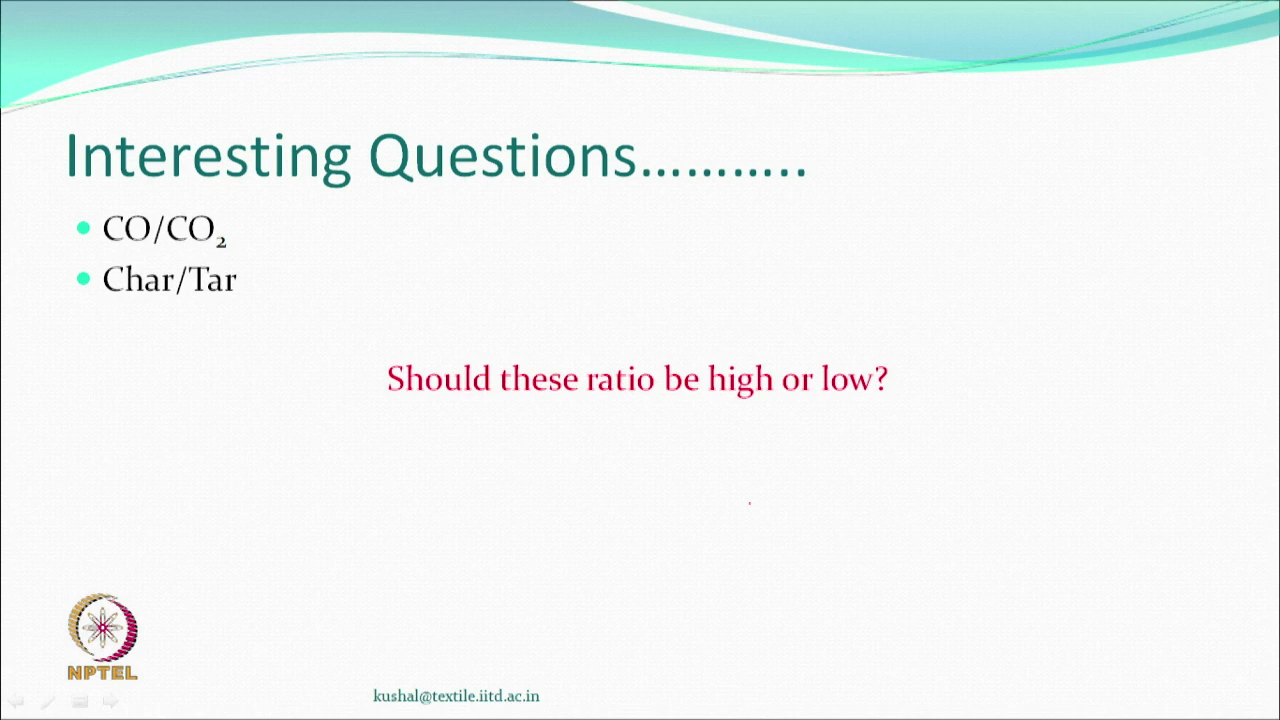 Interesting Questions………..
CO/CO₂
Char/Tar
Should these ratio be high or low?
NPTEL
kushal@textile.iitd.ac.in